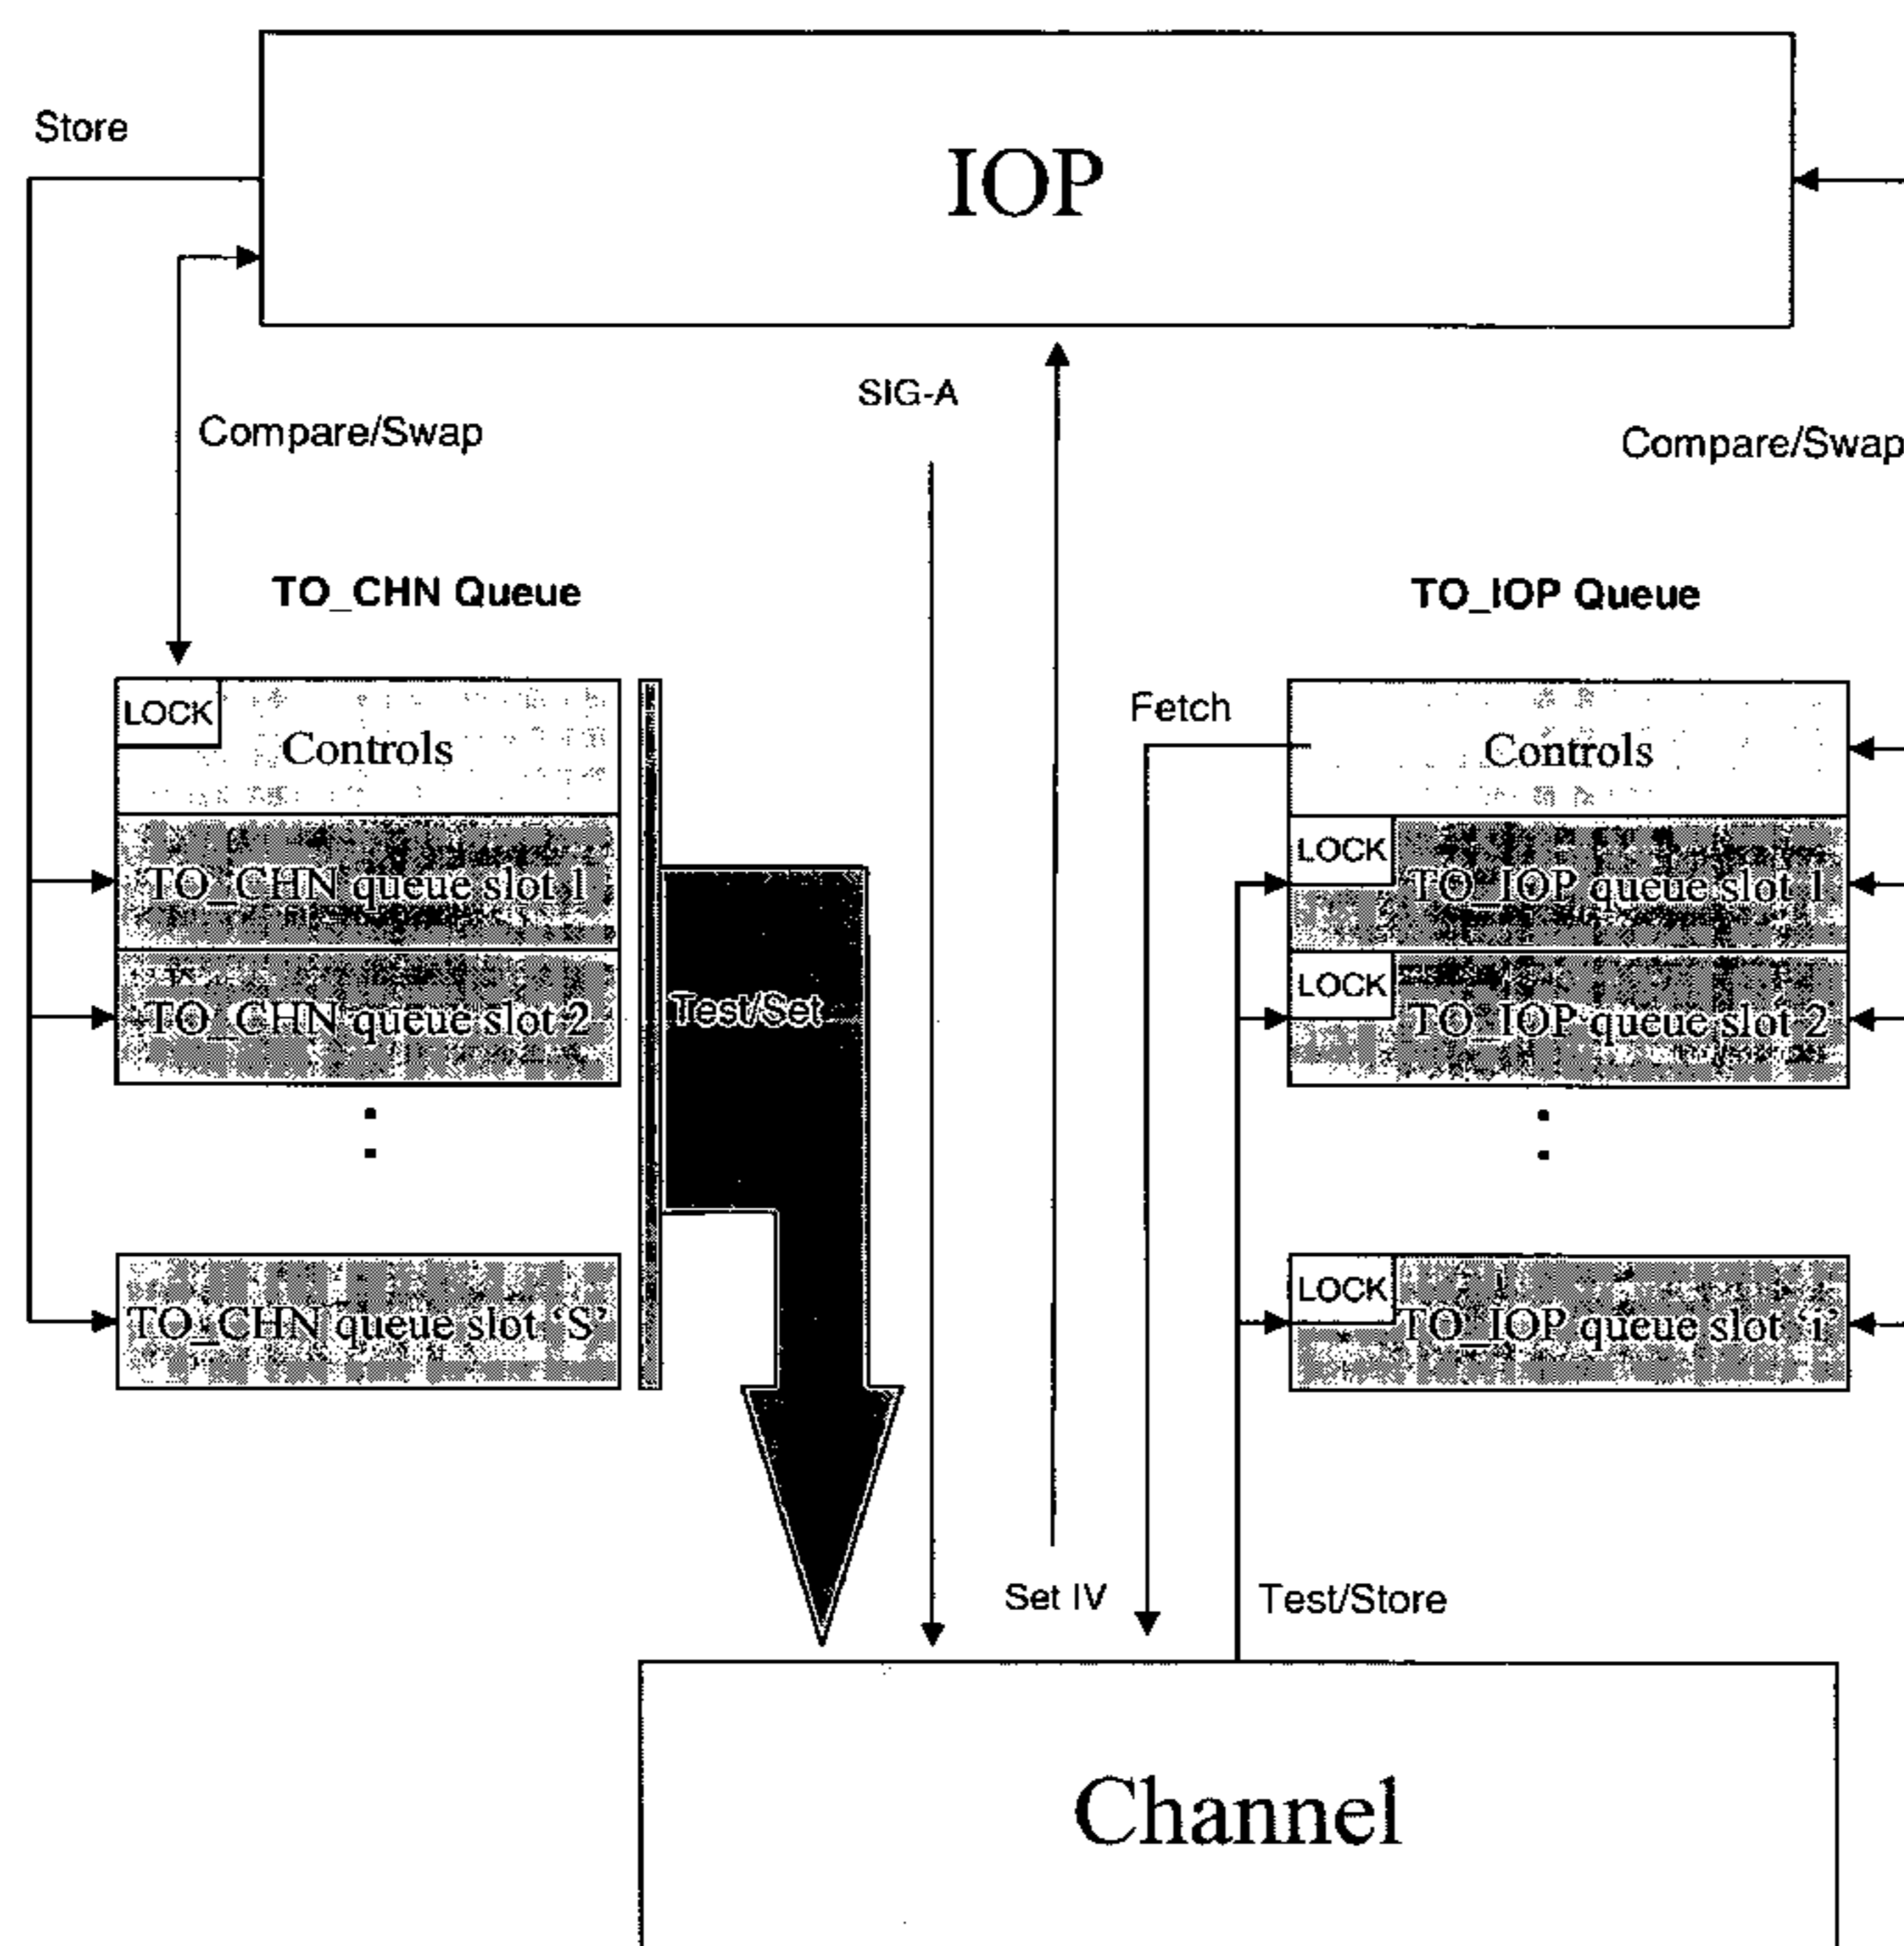 IOP
Store
SIG-A
Compare/Swap
Compare/Swap
TO_CHN Queue
TO_IOP Queue
LOCK
Controls
TO_CHN queue slot 1
TO_CHN queue slot 2
TO_CHN queue slot ‘S’
Test/Set
Fetch
Controls
LOCK
TO_IOP queue slot 1
LOCK
TO_IOP queue slot 2
LOCK
TO_IOP queue slot ‘i’
Set IV
Test/Store
Channel